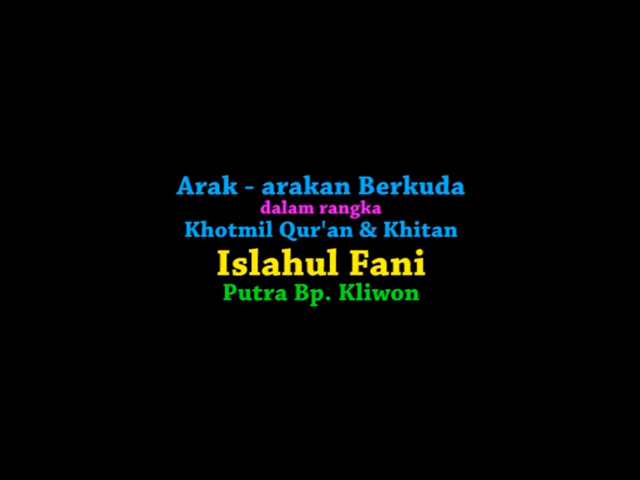 Arak - arakan Berkuda
dalam rangka
Khotmil Qur'an & Khitan
Islahul Fani
Putra Bp. Kliwon